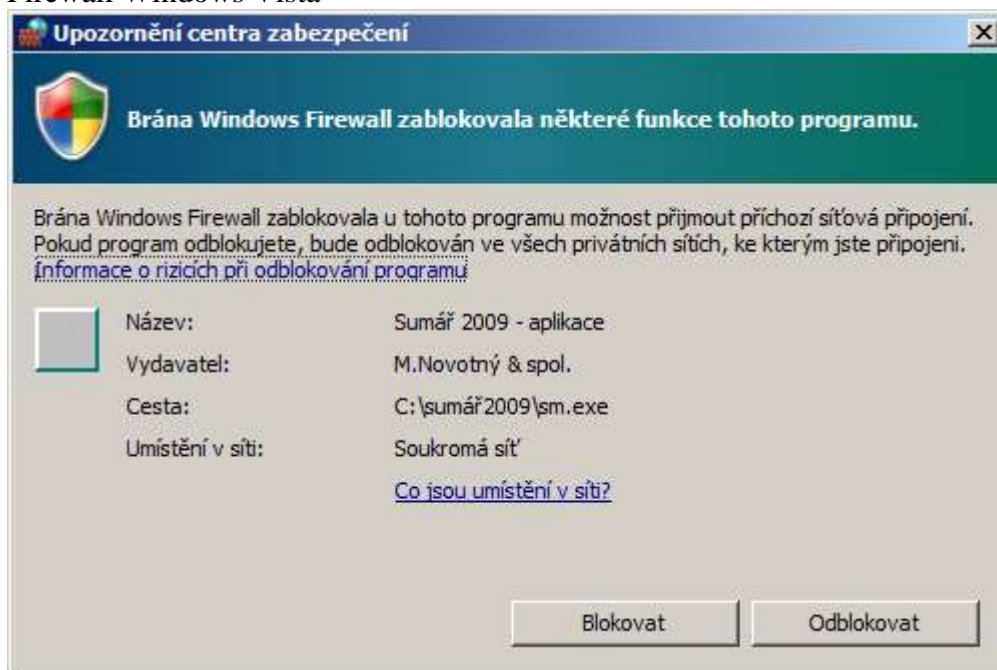 Firewall Windows Vista
Upozornění centra zabezpečení
Brána Windows Firewall zablokovala některé funkce tohoto programu.
Brána Windows Firewall zablokovala u tohoto programu možnost přijmout příchozí síťová připojení.
Pokud program odblokujete, bude odblokován ve všech privátních sítích, ke kterým jste připojeni.
Informace o rizicích při odblokování programu
Název: Sumář 2009 - aplikace
Vydavatel: M.Novotný & spol.
Cesta: C:\sumář2009\sm.exe
Umístění v síti: Soukromá síť
Co jsou umístění v síti?
Blokovat Odblokovat